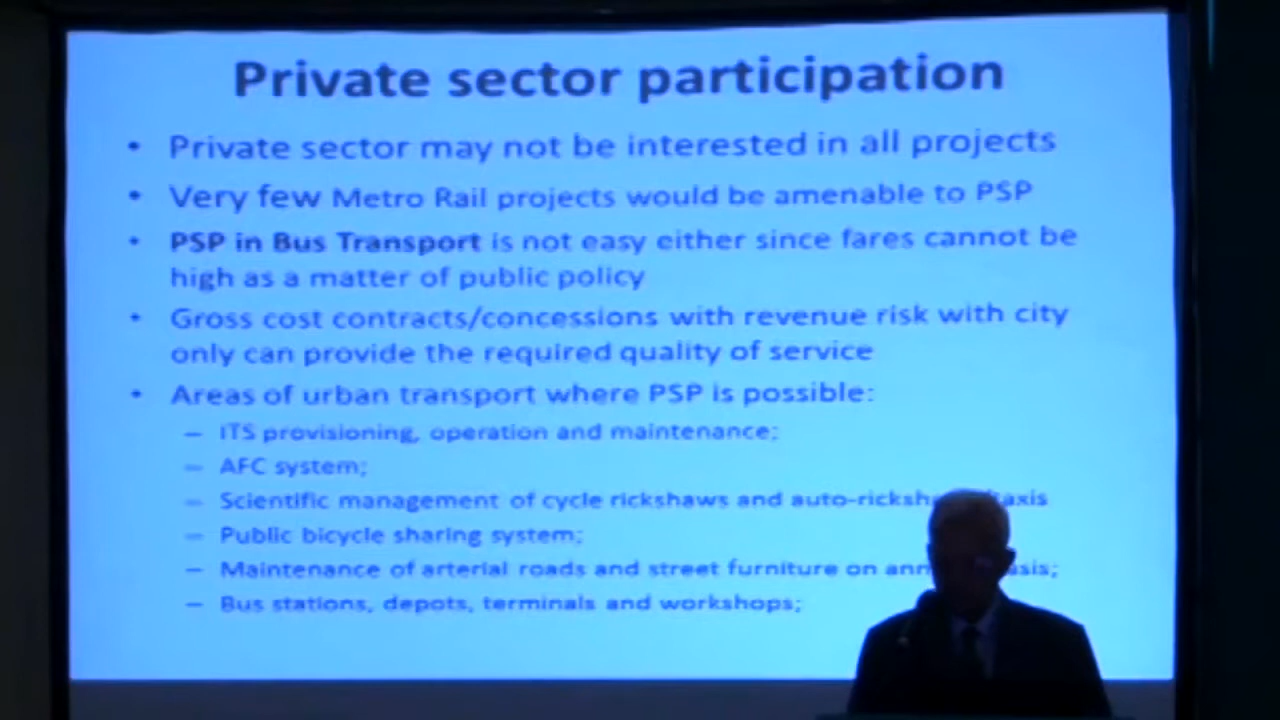 Private sector participation
• Private sector may not be interested in all projects
• Very few Metro Rail projects would be amenable to PSP
• PSP in Bus Transport is not easy either since fares cannot be
high as a matter of public policy
• Gross cost contracts/concessions with revenue risk with city
only can provide the required quality of service
• Areas of urban transport where PSP is possible:
– ITS provisioning, operation and maintenance;
– AFC system;
– Scientific management of cycle rickshaws and taxis
– Public bicycle sharing system;
– Maintenance of arterial roads and street furniture on
– Bus stations, depots, terminals and workshops;